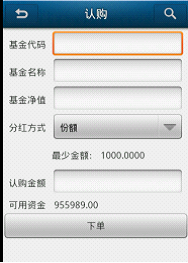 认购
基金代码
基金名称
基金净值
分红方式 份额
最少金额: 1000.0000
认购金额
可用资金 955989.00
下单